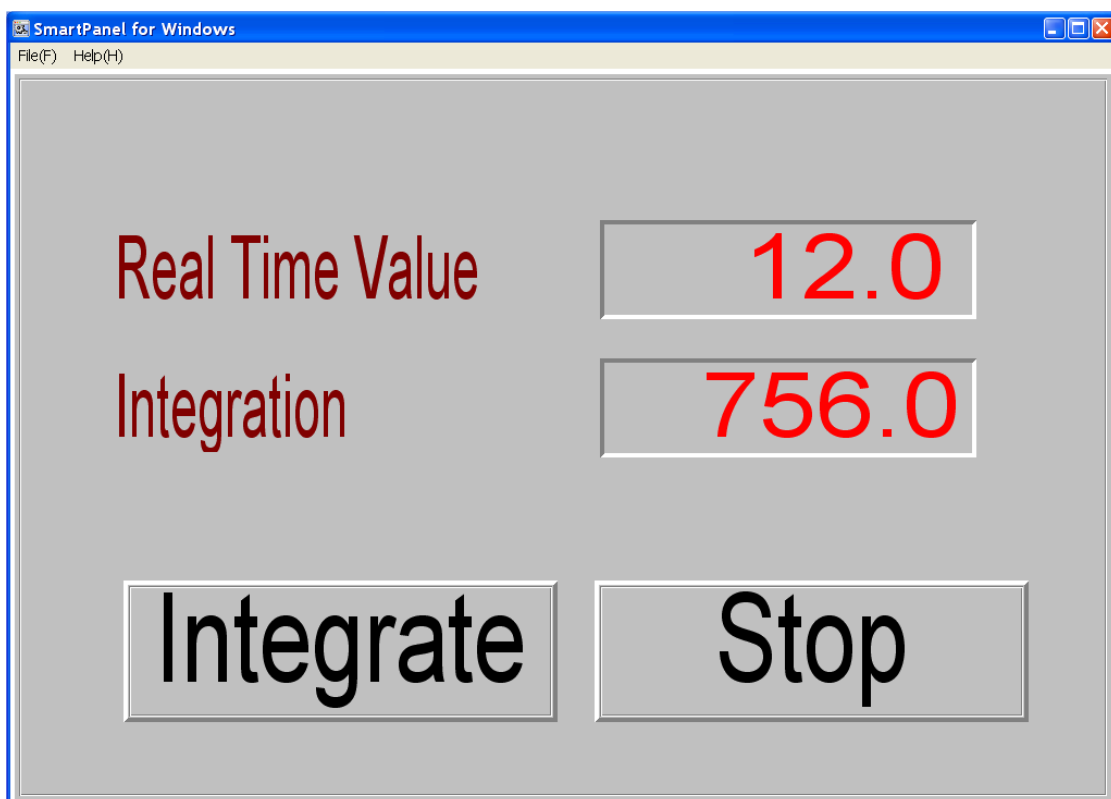 SmartPanel for Windows
File(F) Help(H)
Real Time Value 12.0
Integration 756.0
Integrate Stop